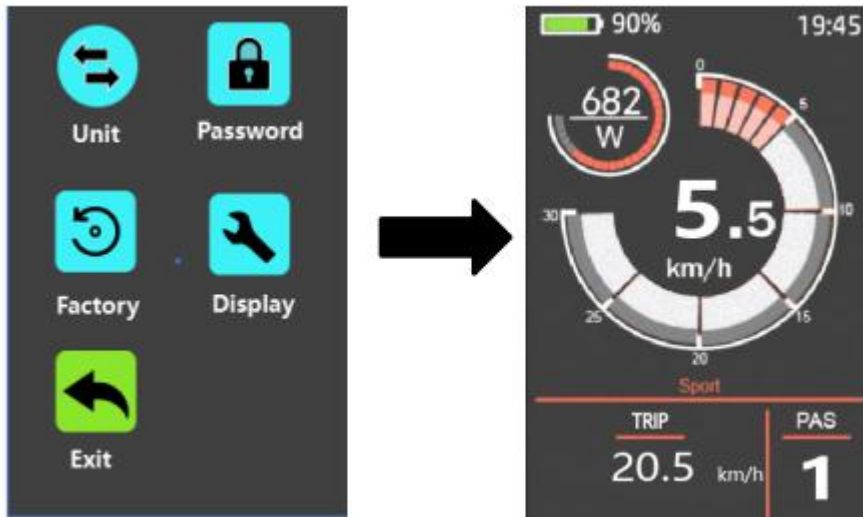 Unit Password
Factory Display
Exit
90% 19:45
682
W
0
5
10
15
20
25
30
5.5
km/h
Sport
TRIP PAS
20.5 km/h 1